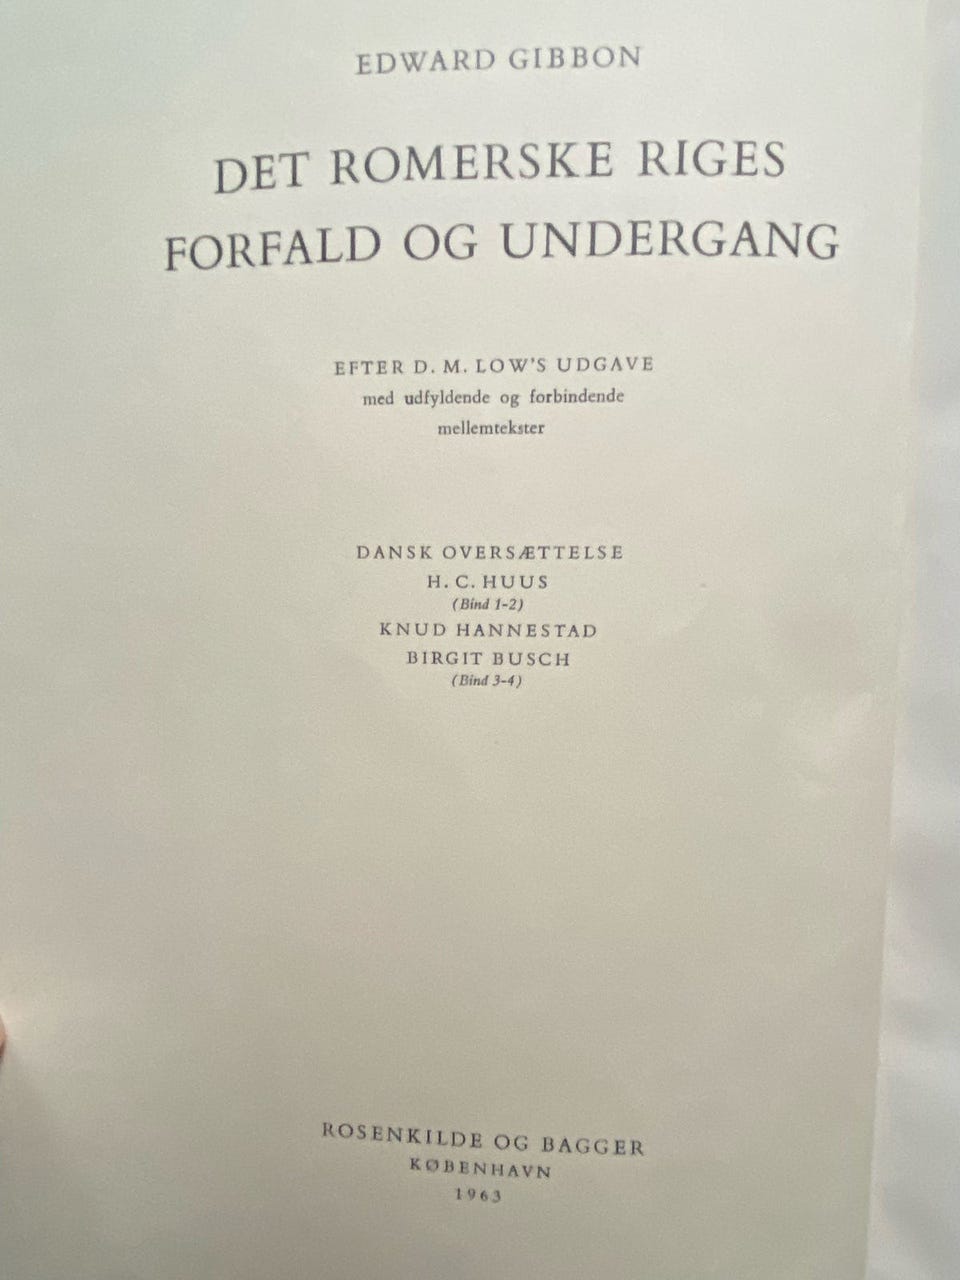 EDWARD GIBBON
DET ROMERSKE RIGES
FORFALD OG UNDERGANG
EFTER D. M. LOW'S UDGAVE
med udfyldende og forbindende
mellemtekster
DANSK OVERSÆTTELSE
H. C. HUUS
(Bind 1-2)
KNUD HANNESTAD
BIRGIT BUSCH
(Bind 3-4)
ROSENKILDE OG BAGGER
KØBENHAVN
1963